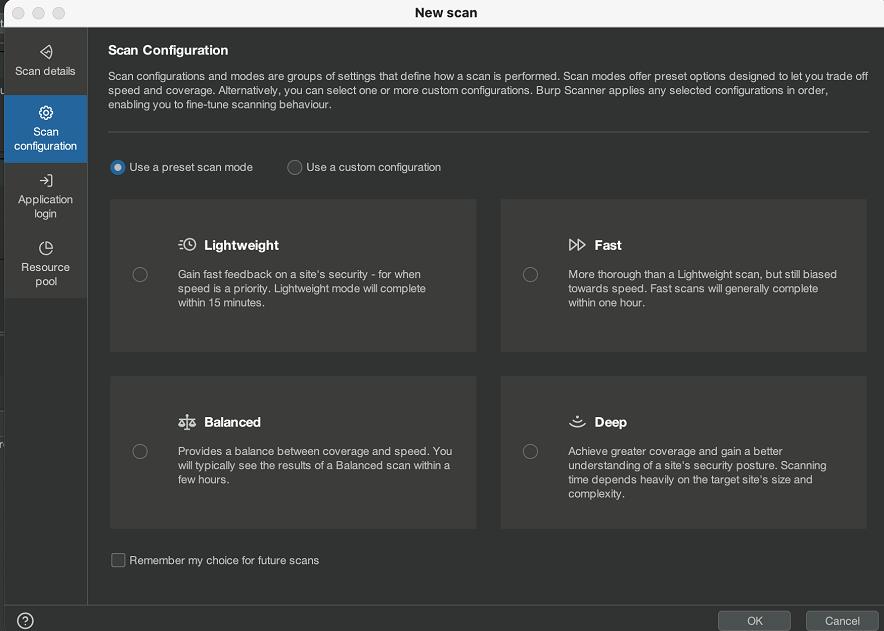 New scan
Scan details
Scan
configuration
Application
login
Resource
pool
Scan Configuration
Scan configurations and modes are groups of settings that define how a scan is performed. Scan modes offer preset options designed to let you trade off
speed and coverage. Alternatively, you can select one or more custom configurations. Burp Scanner applies any selected configurations in order,
enabling you to fine-tune scanning behaviour.
Use a preset scan mode
Use a custom configuration
Lightweight
Gain fast feedback on a site's security - for when
speed is a priority. Lightweight mode will complete
within 15 minutes.
Fast
More thorough than a Lightweight scan, but still biased
towards speed. Fast scans will generally complete
within one hour.
Balanced
Provides a balance between coverage and speed. You
will typically see the results of a Balanced scan within a
few hours.
Deep
Achieve greater coverage and gain a better
understanding of a site's security posture. Scanning
time depends heavily on the target site's size and
complexity.
Remember my choice for future scans
?
OK
Cancel